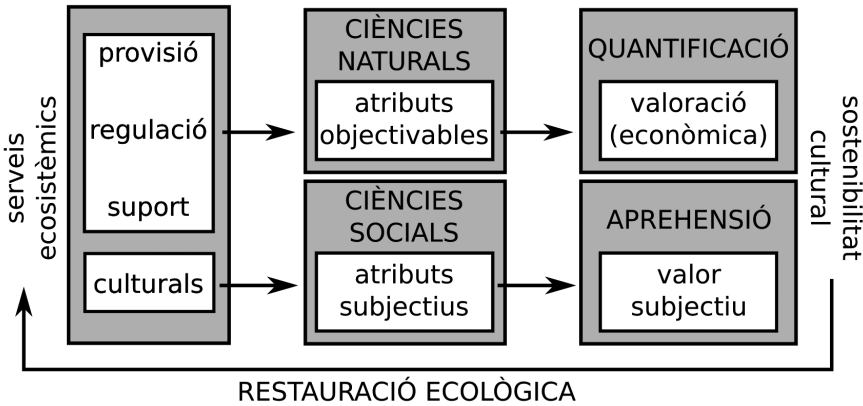 serveis
ecosistèmics
provisió
regulació
suport
culturals
CIÈNCIES
NATURALS
atributs
objectivables
CIÈNCIES
SOCIALS
atributs
subjectius
QUANTIFICACIÓ
valoració
(econòmica)
APREHENSIÓ
valor
subjectiu
sostenibilitat
cultural
RESTAURACIÓ ECOLÒGICA